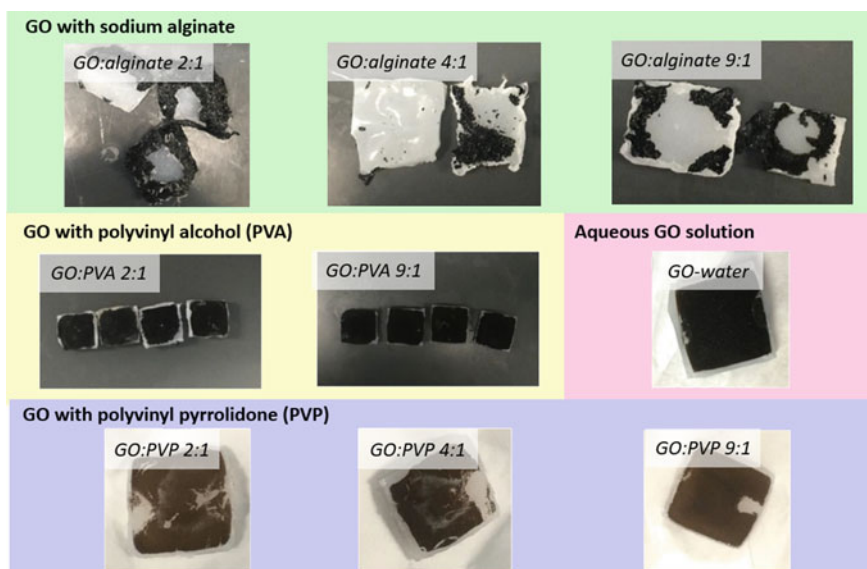 GO with sodium alginate
GO:alginate 2:1
GO:alginate 4:1
GO:alginate 9:1
GO with polyvinyl alcohol (PVA)
Aqueous GO solution
GO:PVA 2:1
GO:PVA 9:1
GO-water
GO with polyvinyl pyrrolidone (PVP)
GO:PVP 2:1
GO:PVP 4:1
GO:PVP 9:1